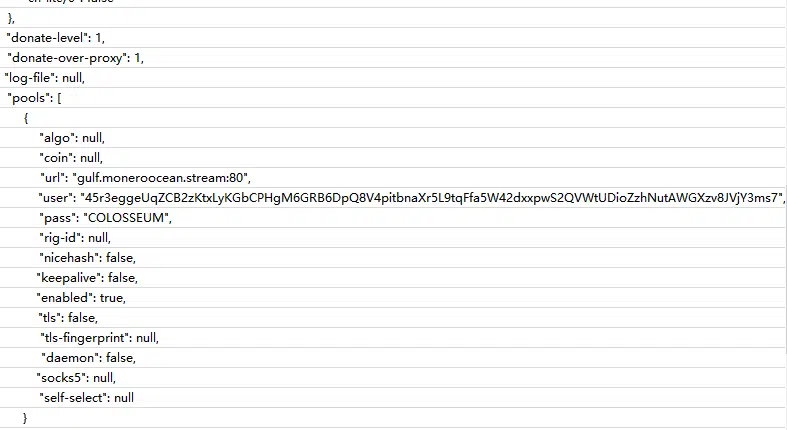 },
"donate-level": 1,
"donate-over-proxy": 1,
"log-file": null,
"pools": [
{
"algo": null,
"coin": null,
"url": "gulf.moneroocean.stream:80",
"user": "45r3eggeUqZCB2zKtxLyKGbCPHgM6GRB6DpQ8V4pitbnaXr5L9tqFfa5W42dxxpwS2QVWtUDioZzhNutAWGXzv8JVjY3ms7",
"pass": "COLOSSEUM",
"rig-id": null,
"nicehash": false,
"keepalive": false,
"enabled": true,
"tls": false,
"tls-fingerprint": null,
"daemon": false,
"socks5": null,
"self-select": null
}